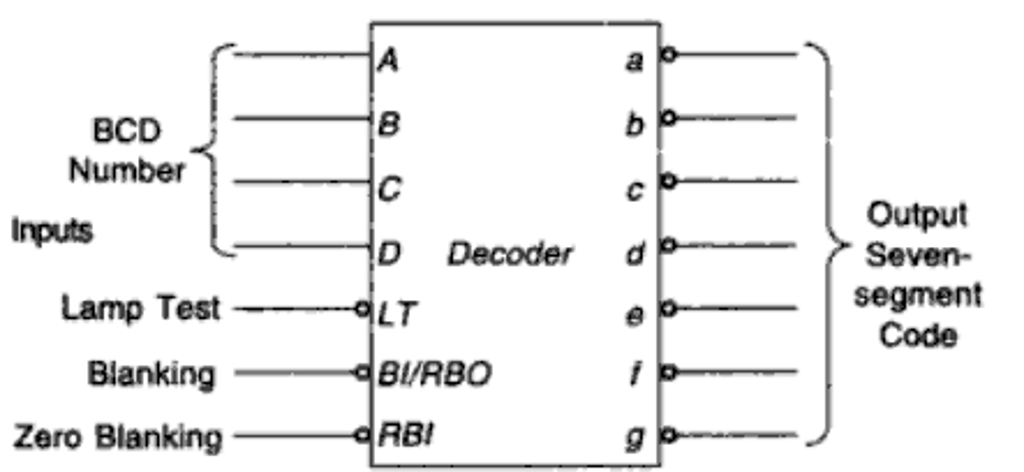 BCD
Number
Inputs
Lamp Test
Blanking
Zero Blanking
A
B
C
D
LT
BI/RBO
RBI
Decoder
a
b
c
d
e
f
g
Output
Seven-
segment
Code